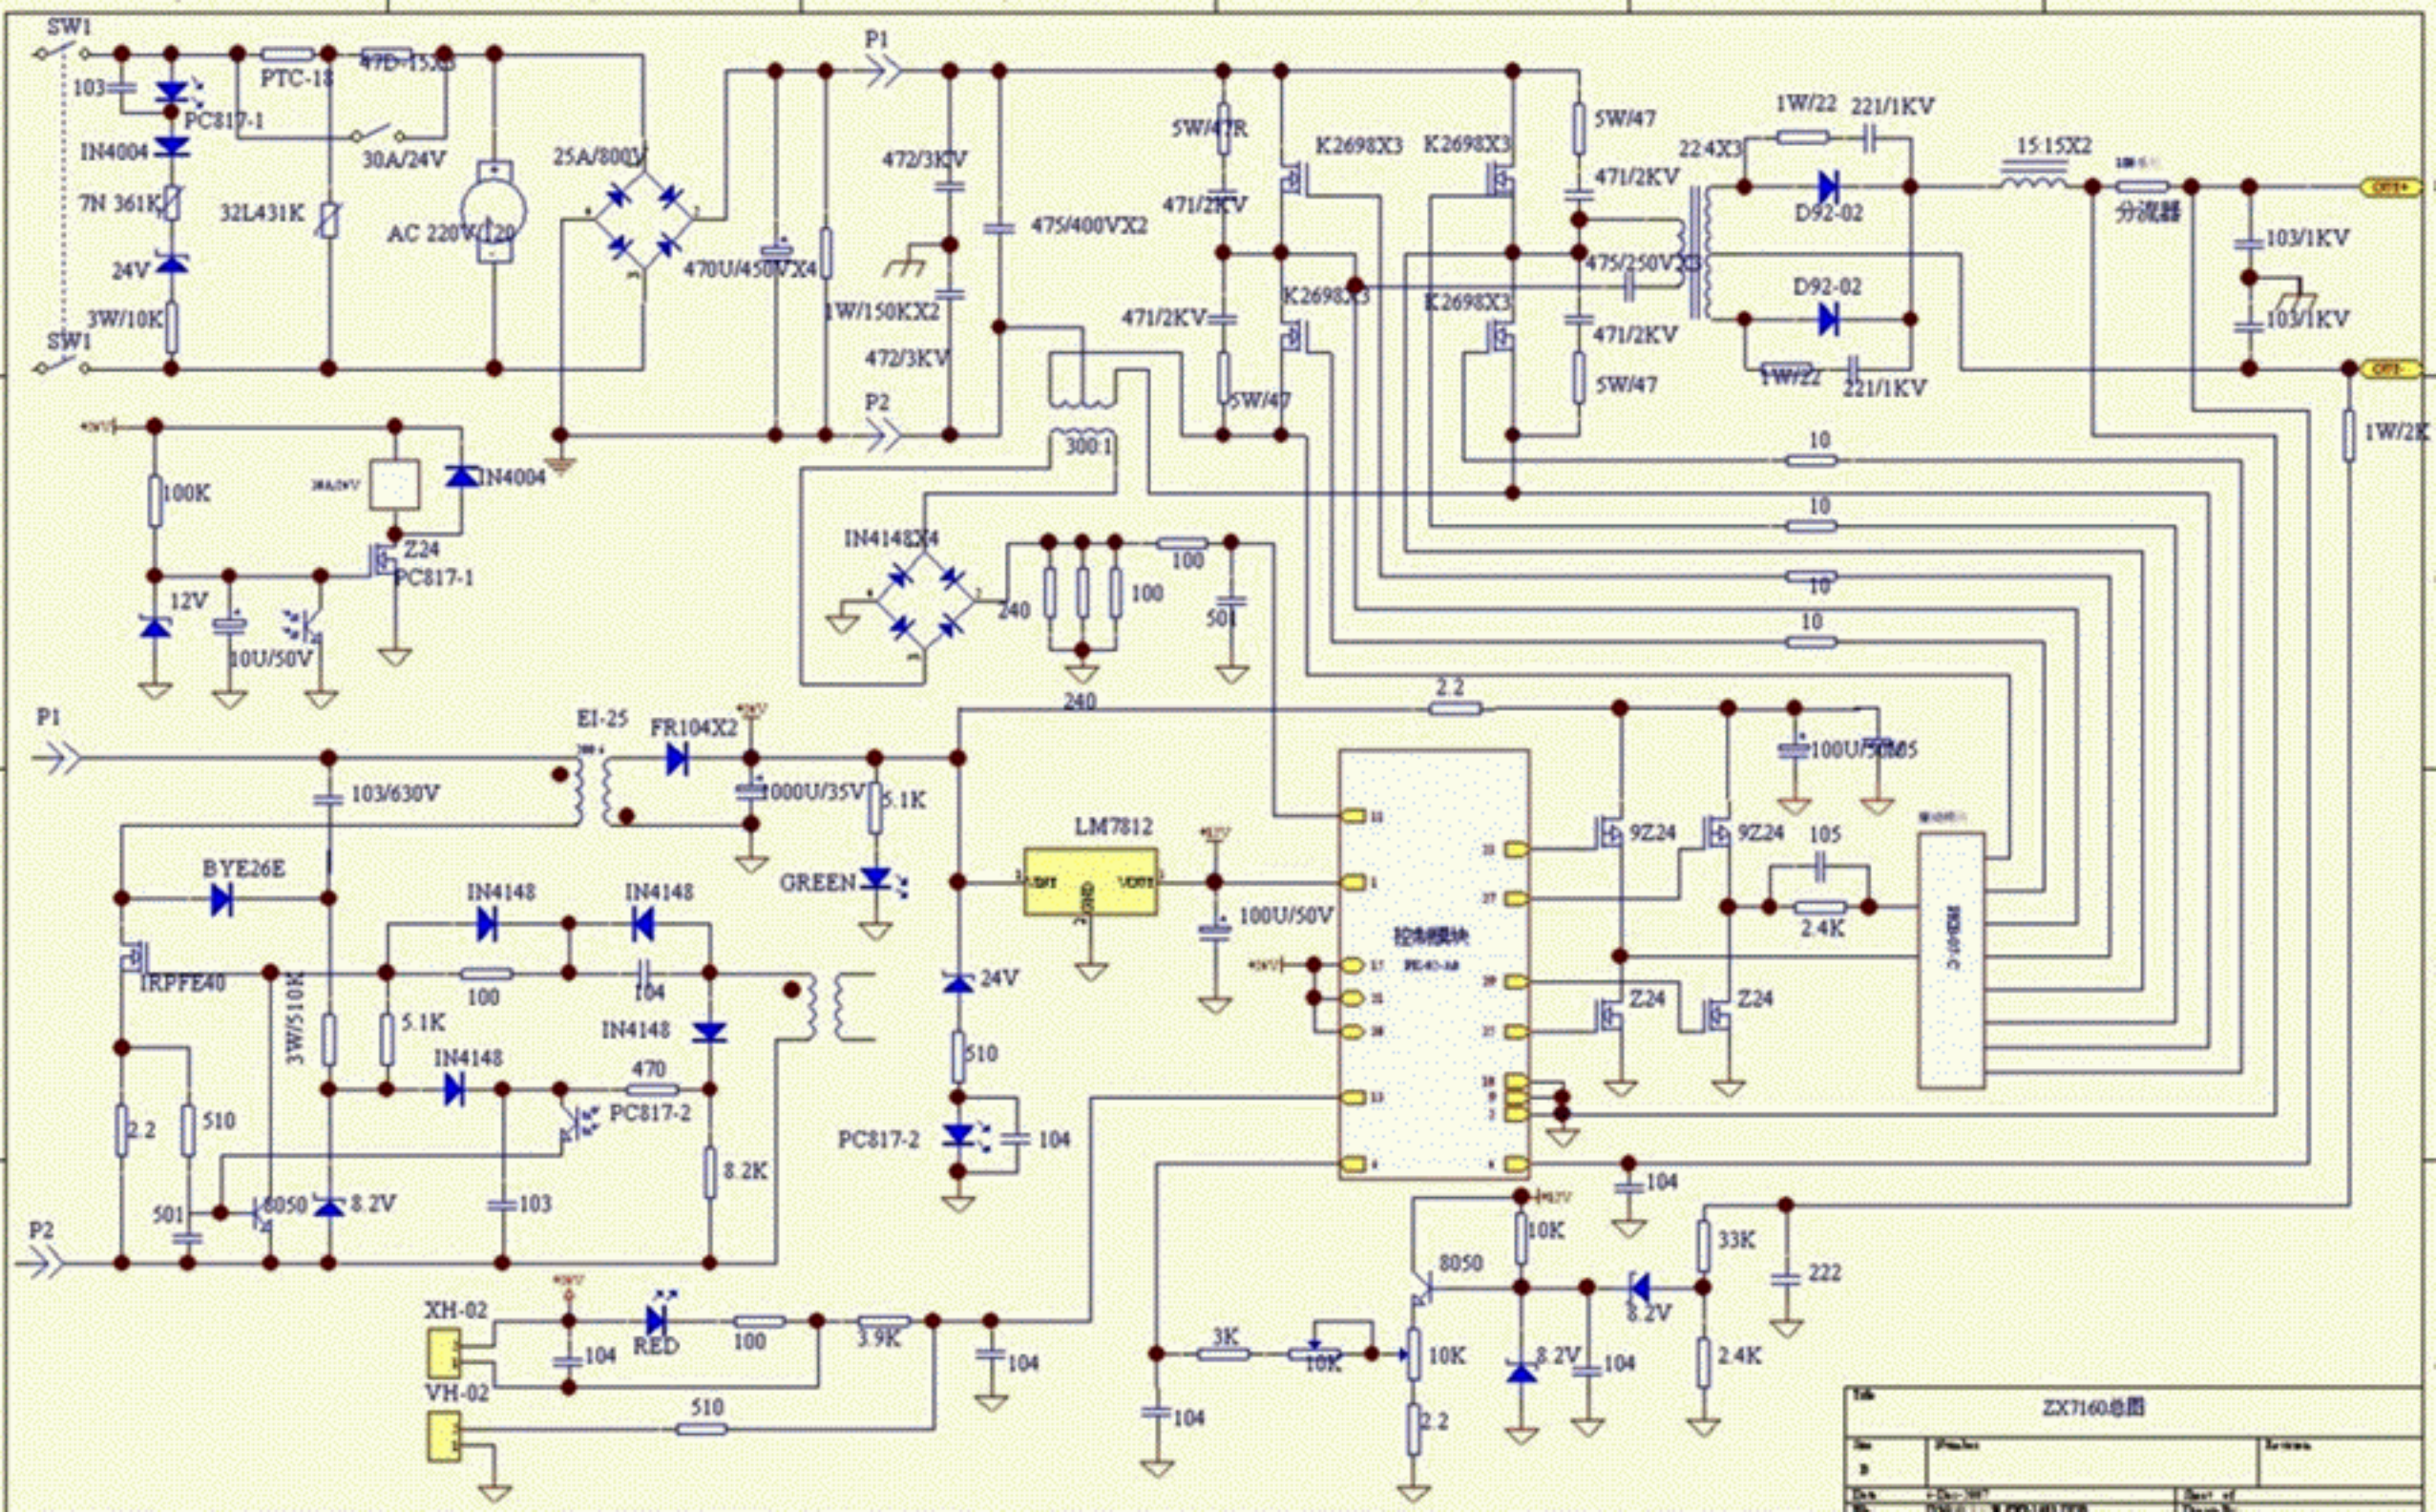 SW1
P1
PTC-18
47D-15X3
103
PC817-1
IN4004
30A/24V
25A/800V
7N 361K
32L431K
AC 220V/120
24V
3W/10K
SW1
472/3KV
475/400VX2
470U/450VX4
1W/150KX2
472/3KV
P2
5W/47R
K2698X3
K2698X3
5W/47
471/2KV
471/2KV
475/250VX3
K2698X3
K2698X3
471/2KV
471/2KV
5W/47
5W/47
300:1
22:4X3
1W/22
221/1KV
D92-02
D92-02
1W/22
221/1KV
15:15X2
分流器
103/1KV
103/1KV
1W/2K
10
10
10
10
100K
IN4004
Z24
PC817-1
12V
10U/50V
IN4148X4
240
100
100
501
240
2.2
P1
EI-25
FR104X2
103/630V
1000U/35V
5.1K
GREEN
BYE26E
IN4148
IN4148
IRPFE40
100
104
3W/510K
5.1K
IN4148
IN4148
470
PC817-2
2.2
510
8.2K
501
8050
8.2V
103
P2
LM7812
VOUT
GND
+12V
100U/50V
24V
510
PC817-2
104
控制模块
9Z24
9Z24
105
2.4K
Z24
Z24
104
+12V
10K
33K
8050
222
8.2V
3K
10K
10K
8.2V
104
2.4K
104
2.2
XH-02
104
RED
100
3.9K
104
VH-02
510
Title
ZX7160总图
B